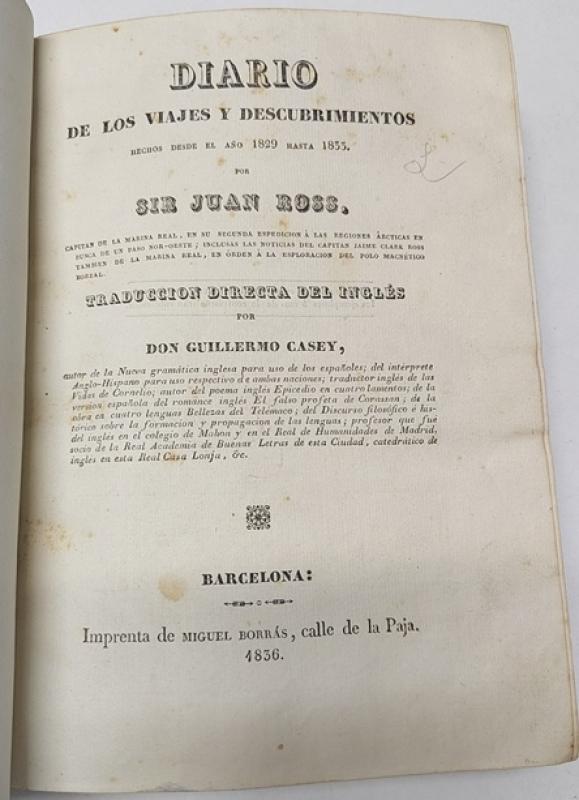 DIARIO
DE LOS VIAJES Y DESCUBRIMIENTOS
HECHOS DESDE EL AÑO 1829 HASTA 1833.
POR
SIR JUAN ROSS,
CAPITAN DE LA MARINA REAL, EN SU SEGUNDA ESPEDICION Á LAS REGIONES ÁRCTICAS EN
BUSCA DE UN PASO NOR-OESTE; INCLUSAS LAS NOTICIAS DEL CAPITAN JAIME CLARK ROSS
TAMBIEN DE LA MARINA REAL, EN ÓRDEN Á LA ESPLORACION DEL POLO MAGNÉTICO
BOREAL.
TRADUCCION DIRECTA DEL INGLÉS
POR
DON GUILLERMO CASEY,
autor de la Nueva gramática inglesa para uso de los españoles; del intérprete
Anglo-Hispano para uso respectivo de ambas naciones; traductor inglés de las
Vidas de Cornelio; autor del poema inglés Epicedio en cuatro lamentos; de la
version española del romance inglés El falso profeta de Corassan; de la
obra en cuatro lenguas Bellezas del Telémaco; del Discurso filosófico é his-
tórico sobre la formacion y propagacion de las lenguas; profesor que fué
del inglés en el colegio de Mahon y en el Real de Humanidades de Madrid,
socio de la Real Academia de Buenas Letras de esta Ciudad, catedrático de
inglés en esta Real Casa Lonja, &c.
BARCELONA:
Imprenta de MIGUEL BORRÁS, calle de la Paja.
1836.